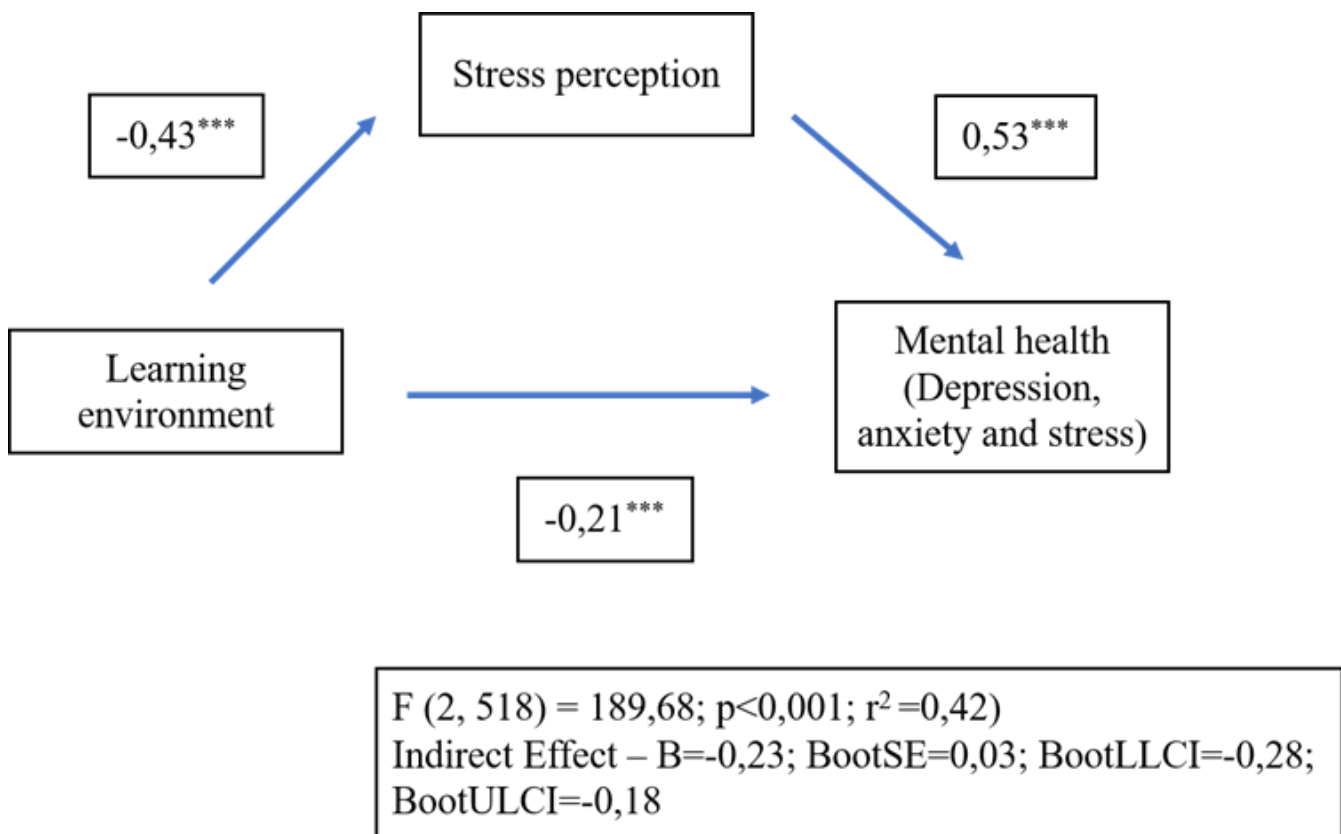 Stress perception
-0,43***
0,53***
Learning
environment
Mental health
(Depression,
anxiety and stress)
-0,21***
F (2, 518) = 189,68; p<0,001; r² =0,42)
Indirect Effect – B=-0,23; BootSE=0,03; BootLLCI=-0,28;
BootULCI=-0,18